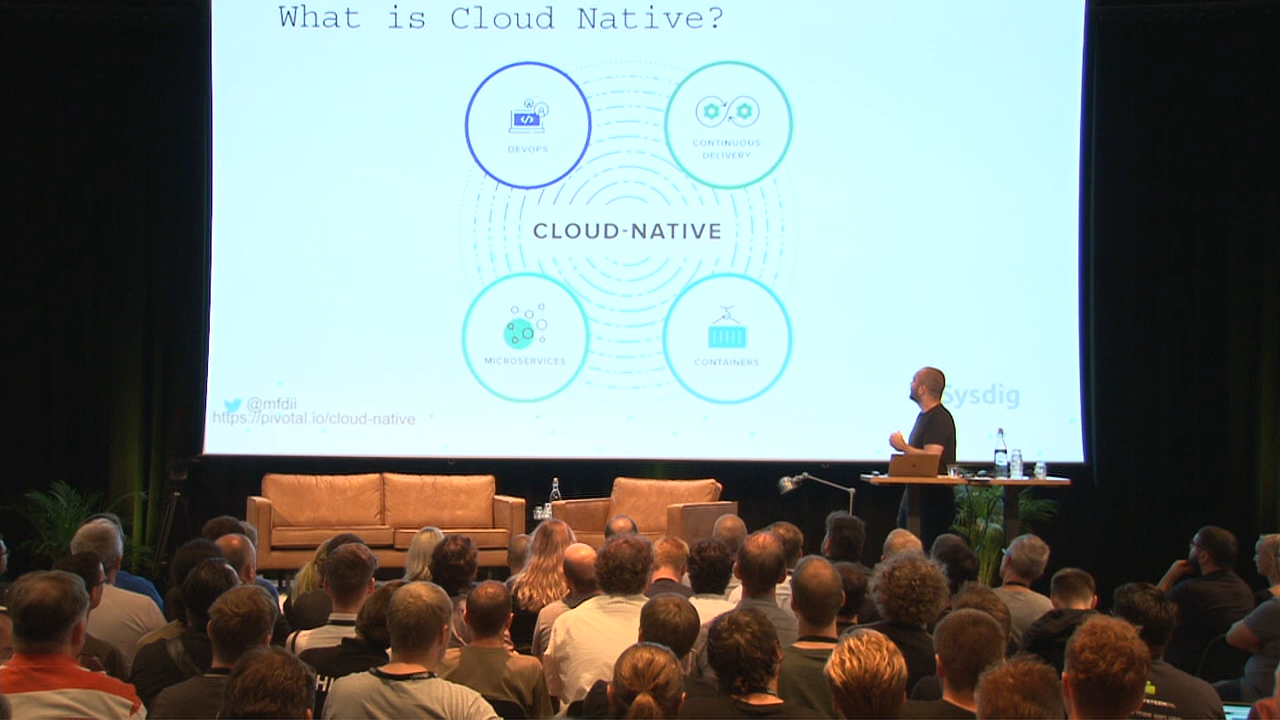 What is Cloud Native?
DEVOPS
CONTINUOUS
DELIVERY
CLOUD-NATIVE
MICROSERVICES
CONTAINERS
@mfdii
https://pivotal.io/cloud-native
Sysdig